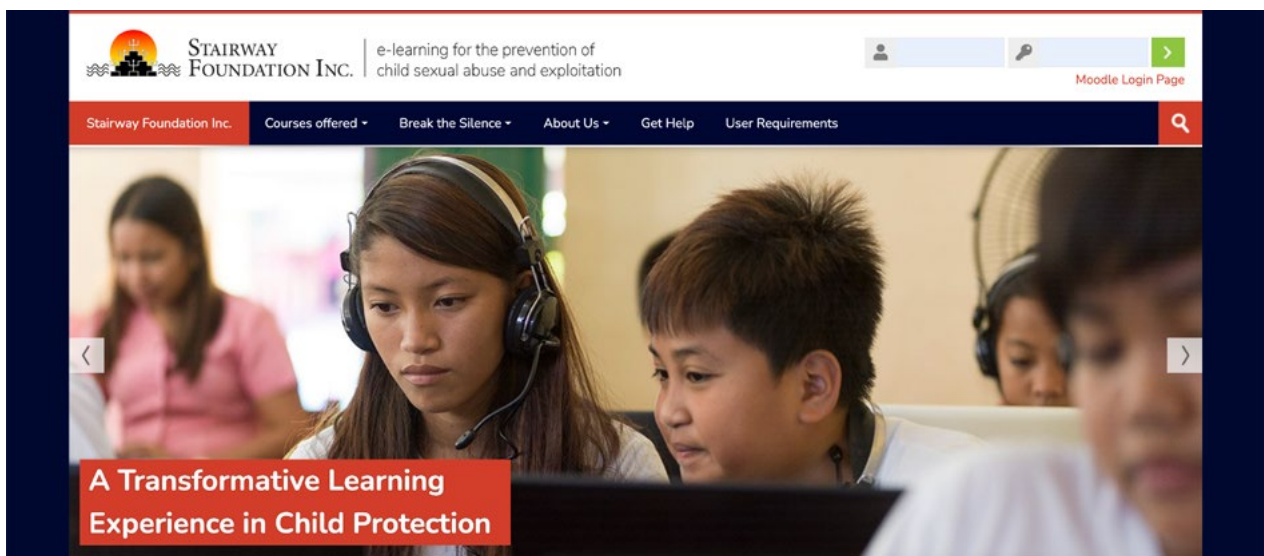 STAIRWAY
FOUNDATION INC.
e-learning for the prevention of
child sexual abuse and exploitation
Moodle Login Page
Stairway Foundation Inc.
Courses offered
Break the Silence
About Us
Get Help
User Requirements
A Transformative Learning
Experience in Child Protection